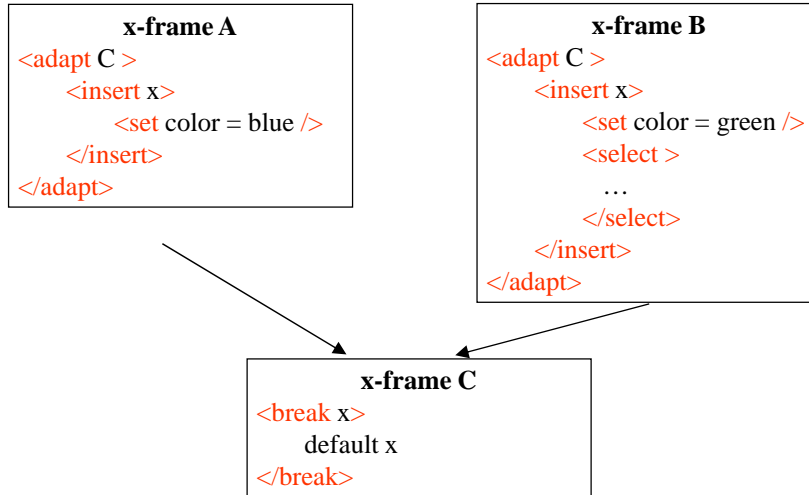 x-frame A
<adapt C >
<insert x>
<set color = blue />
</insert>
</adapt>
x-frame B
<adapt C >
<insert x>
<set color = green />
<select >
…
</select>
</insert>
</adapt>
x-frame C
<break x>
default x
</break>